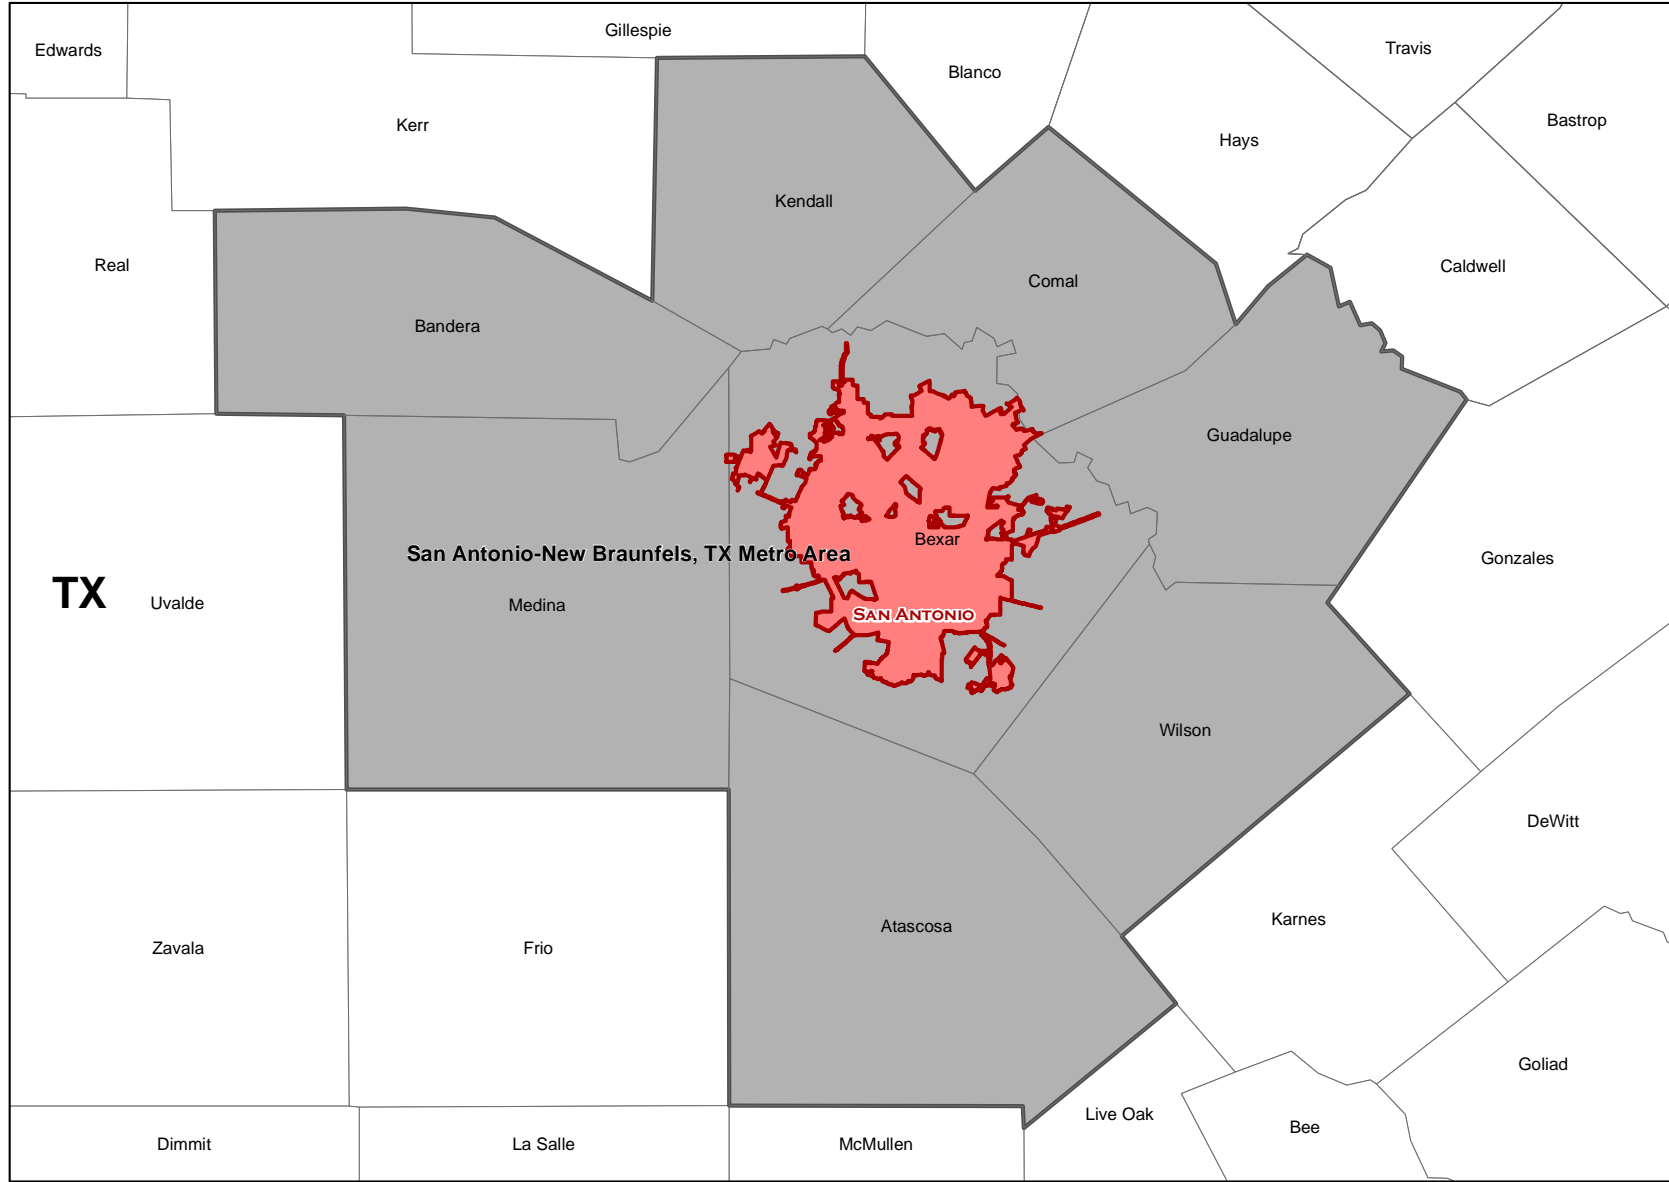 Gillespie
Edwards
Travis
Blanco
Bastrop
Kerr
Hays
Kendall
Real
Caldwell
Comal
Bandera
Guadalupe
Bexar
San Antonio-New Braunfels, TX Metro Area
Gonzales
TX
Uvalde
Medina
SAN ANTONIO
Wilson
DeWitt
Karnes
Atascosa
Zavala
Frio
Goliad
Live Oak
Bee
Dimmit
La Salle
McMullen